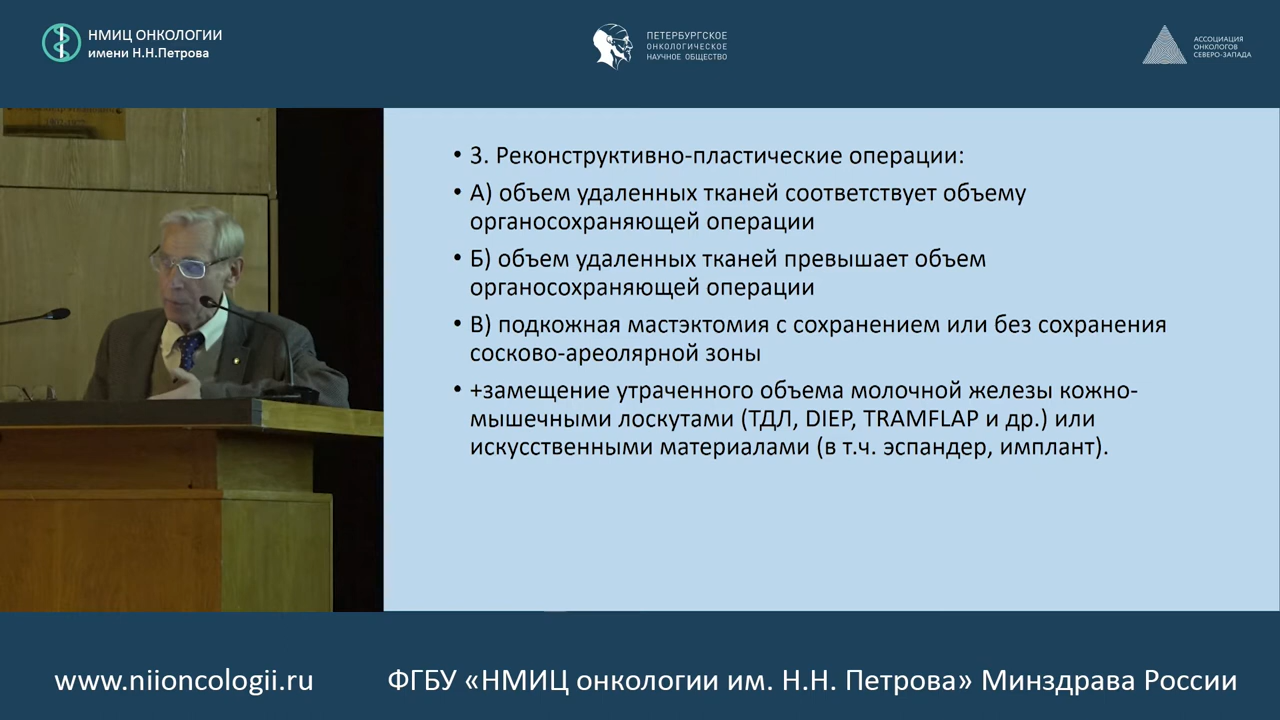 НМИЦ ОНКОЛОГИИ
имени Н.Н.Петрова
ПЕТЕРБУРГСКОЕ
ОНКОЛОГИЧЕСКОЕ
НАУЧНОЕ ОБЩЕСТВО
АССОЦИАЦИЯ
ОНКОЛОГОВ
СЕВЕРО-ЗАПАДА
• 3. Реконструктивно-пластические операции:
• А) объем удаленных тканей соответствует объему
органосохраняющей операции
• Б) объем удаленных тканей превышает объем
органосохраняющей операции
• В) подкожная мастэктомия с сохранением или без сохранения
сосково-ареолярной зоны
• +замещение утраченного объема молочной железы кожно-
мышечными лоскутами (ТДЛ, DIEP, TRAMFLAP и др.) или
искусственными материалами (в т.ч. эспандер, имплант).
www.niioncologii.ru
ФГБУ «НМИЦ онкологии им. Н.Н. Петрова» Минздрава России